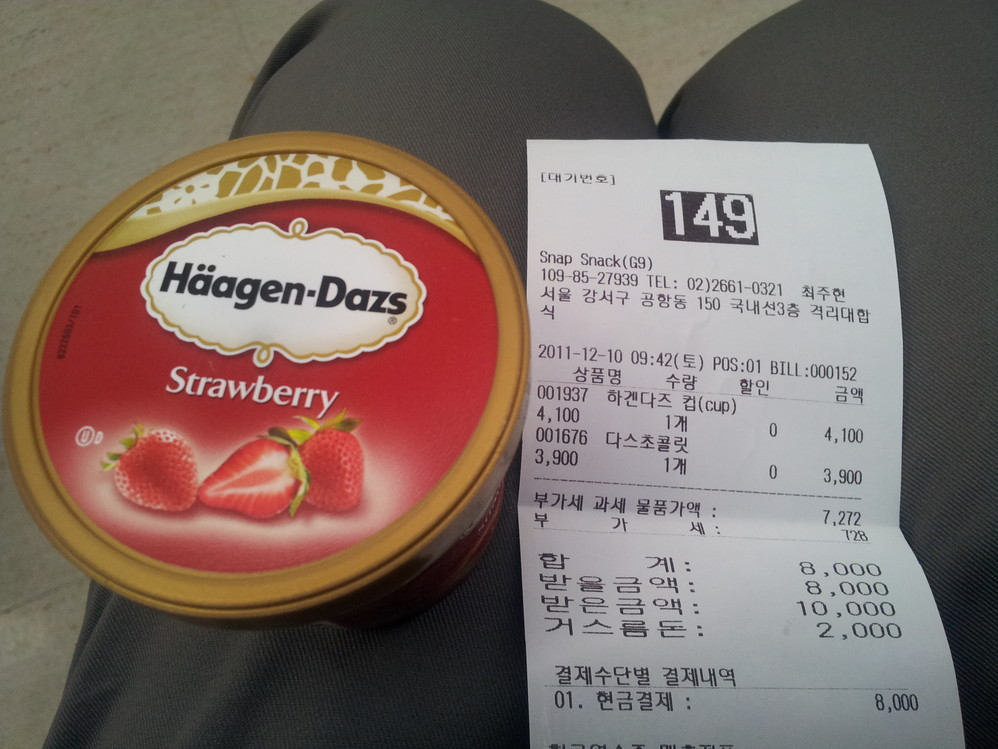 Häagen-Dazs
®
Strawberry
UD
[대기번호]
149
Snap Snack(G9)
109-85-27939 TEL: 02)2661-0321 최주현
서울 강서구 공항동 150 국내선3층 격리대합
식
2011-12-10 09:42(토) POS:01 BILL:000152
상품명 수량 할인 금액
001937 하겐다즈 컵(cup)
4,100 1개 0 4,100
001676 다스초콜릿
3,900 1개 0 3,900
부가세 과세 물품가액 : 7,272
부 가 세 : 728
합 계 : 8,000
받을금액 : 8,000
받은금액 : 10,000
거스름돈 : 2,000
결제수단별 결제내역
01. 현금결제 : 8,000